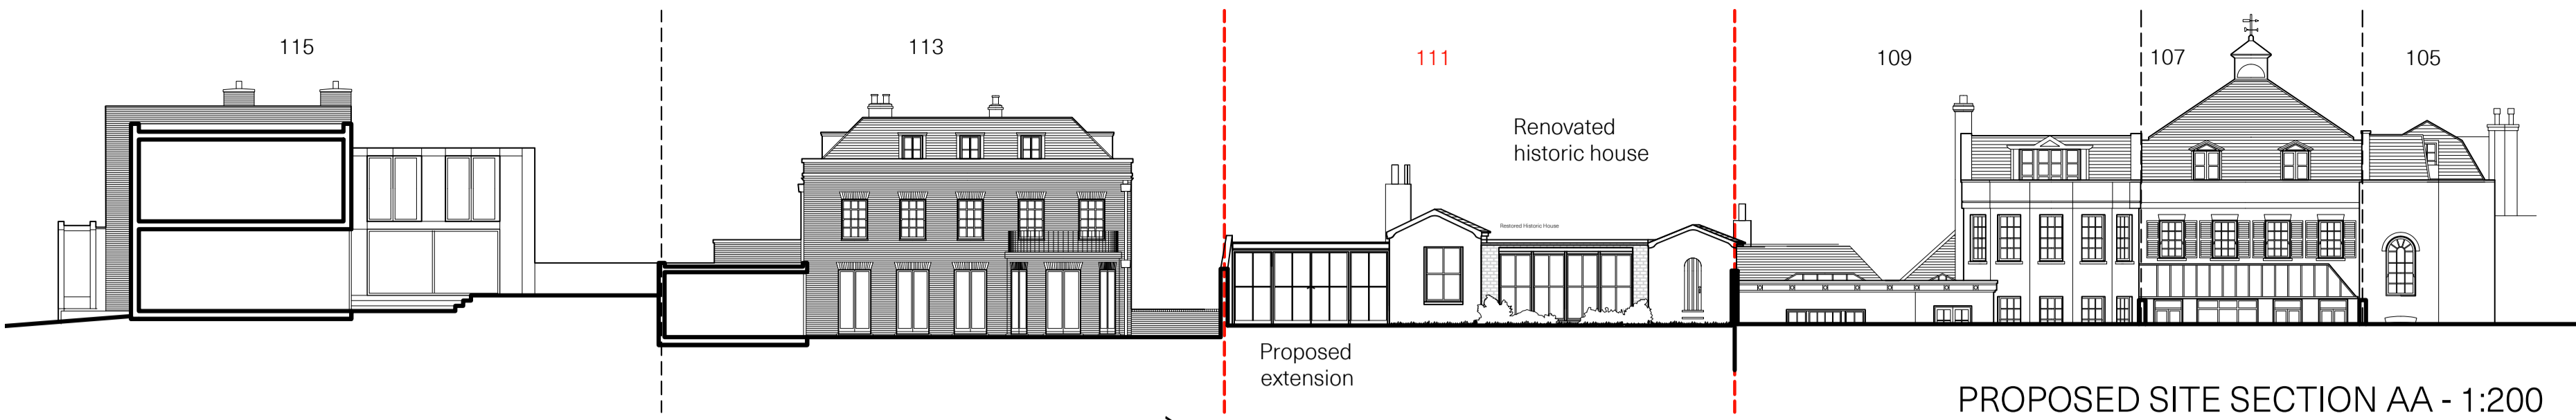 115
113
111
109
107
105
Renovated
historic house
Restored Historic House
Proposed
extension
PROPOSED SITE SECTION AA - 1:200